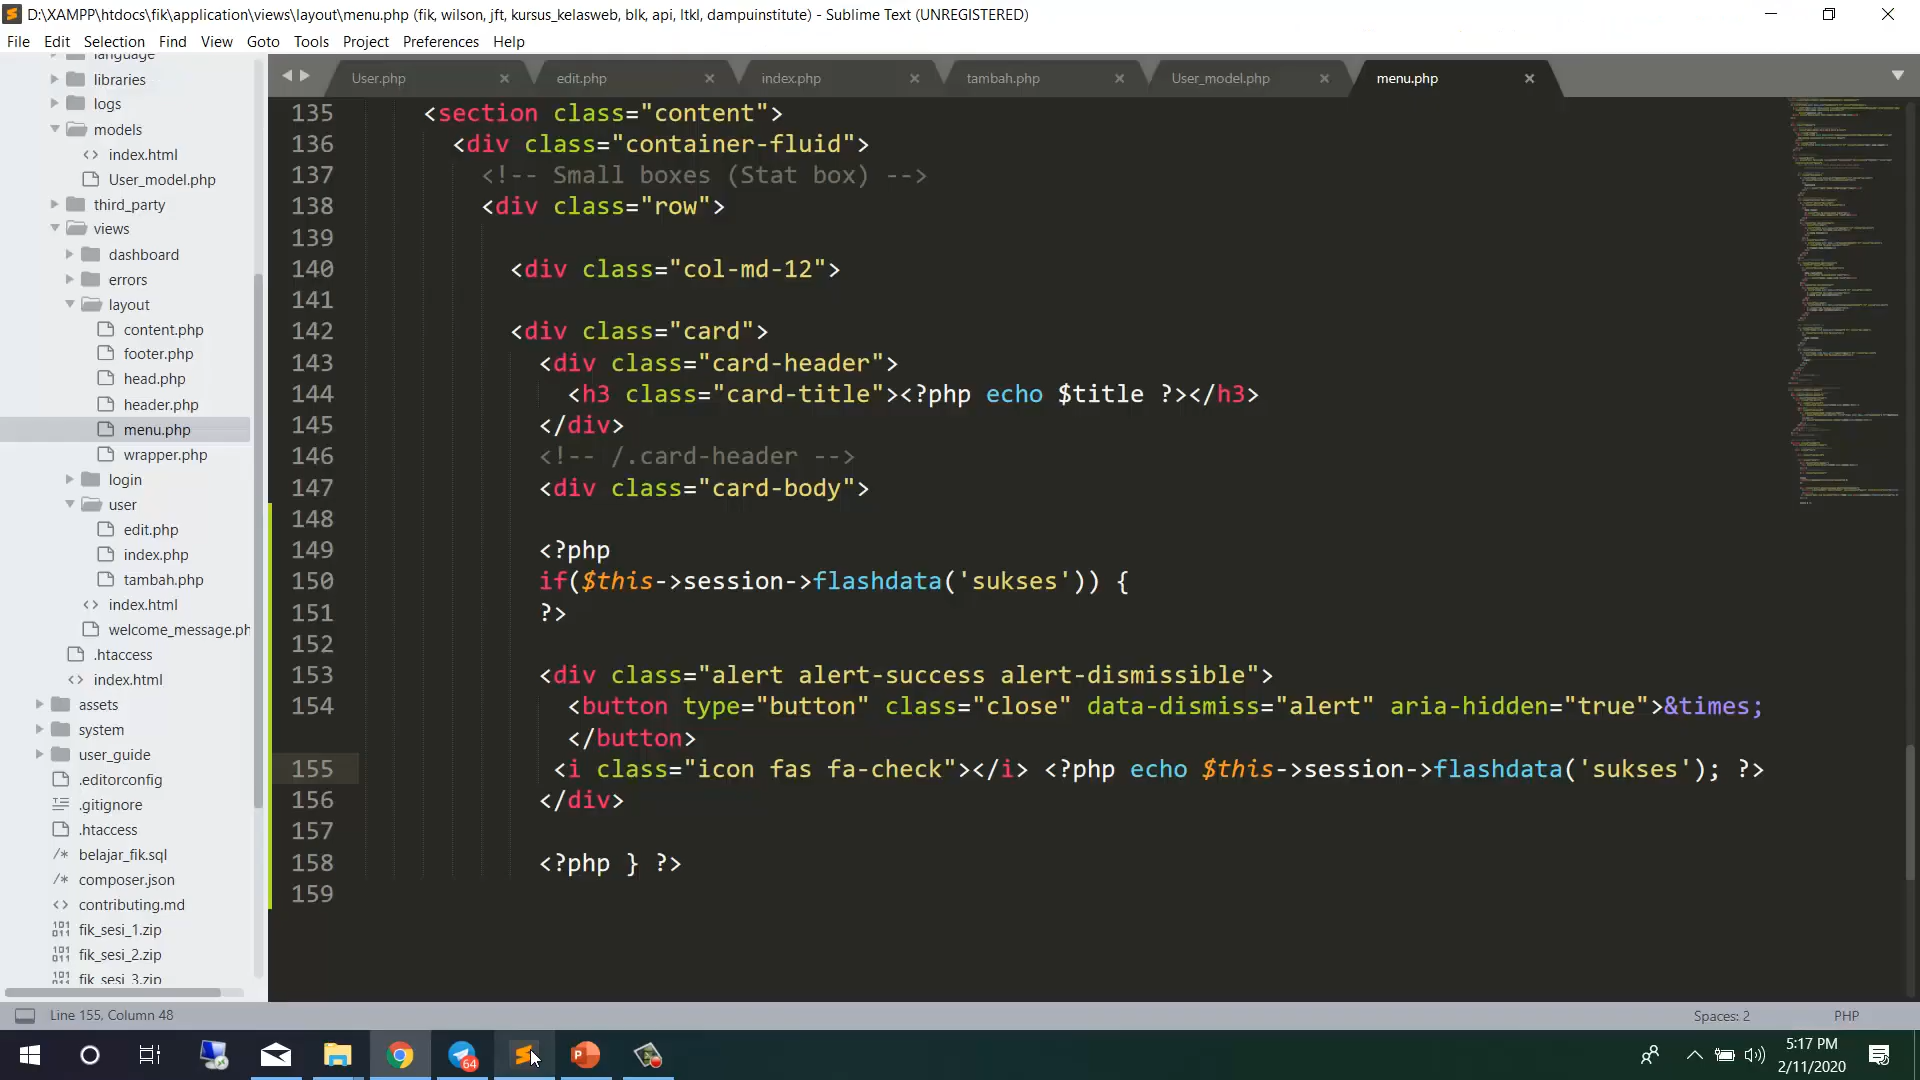 D:\XAMPP\htdocs\fik\application\views\layout\menu.php (fik, wilson, jft, kursus_kelasweb, blk, api, ltkl, dampuinstitute) - Sublime Text (UNREGISTERED)
File Edit Selection Find View Goto Tools Project Preferences Help
language
libraries
logs
models
index.html
User_model.php
third_party
views
dashboard
errors
layout
content.php
footer.php
head.php
header.php
menu.php
wrapper.php
login
user
edit.php
index.php
tambah.php
index.html
welcome_message.ph
.htaccess
index.html
assets
system
user_guide
.editorconfig
.gitignore
.htaccess
belajar_fik.sql
composer.json
contributing.md
fik_sesi_1.zip
fik_sesi_2.zip
fik_sesi_3.zip
User.php edit.php index.php tambah.php User_model.php menu.php
135 <section class="content">
136 <div class="container-fluid">
137 <!-- Small boxes (Stat box) -->
138 <div class="row">
139
140 <div class="col-md-12">
141
142 <div class="card">
143 <div class="card-header">
144 <h3 class="card-title"><?php echo $title ?></h3>
145 </div>
146 <!-- /.card-header -->
147 <div class="card-body">
148
149 <?php
150 if($this->session->flashdata('sukses')) {
151 ?>
152
153 <div class="alert alert-success alert-dismissible">
154 <button type="button" class="close" data-dismiss="alert" aria-hidden="true">&times;
</button>
155 <i class="icon fas fa-check"></i> <?php echo $this->session->flashdata('sukses'); ?>
156 </div>
157
158 <?php } ?>
159
Line 155, Column 48
Spaces: 2
PHP
64
5:17 PM
2/11/2020